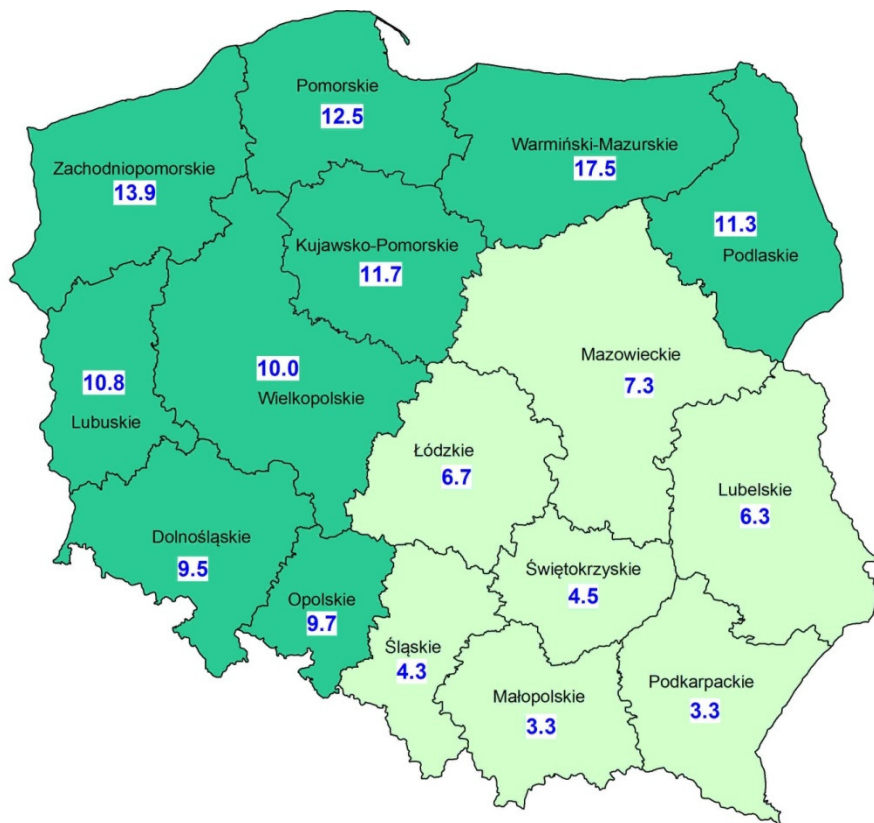 Pomorskie
12.5
Warmiński-Mazurskie
17.5
Zachodniopomorskie
13.9
11.3
Podlaskie
Kujawsko-Pomorskie
11.7
Mazowieckie
7.3
10.8
Lubuskie
10.0
Wielkopolskie
Łódzkie
6.7
Lubelskie
6.3
Dolnośląskie
9.5
Świętokrzyskie
4.5
Opolskie
9.7
Śląskie
4.3
Małopolskie
3.3
Podkarpackie
3.3